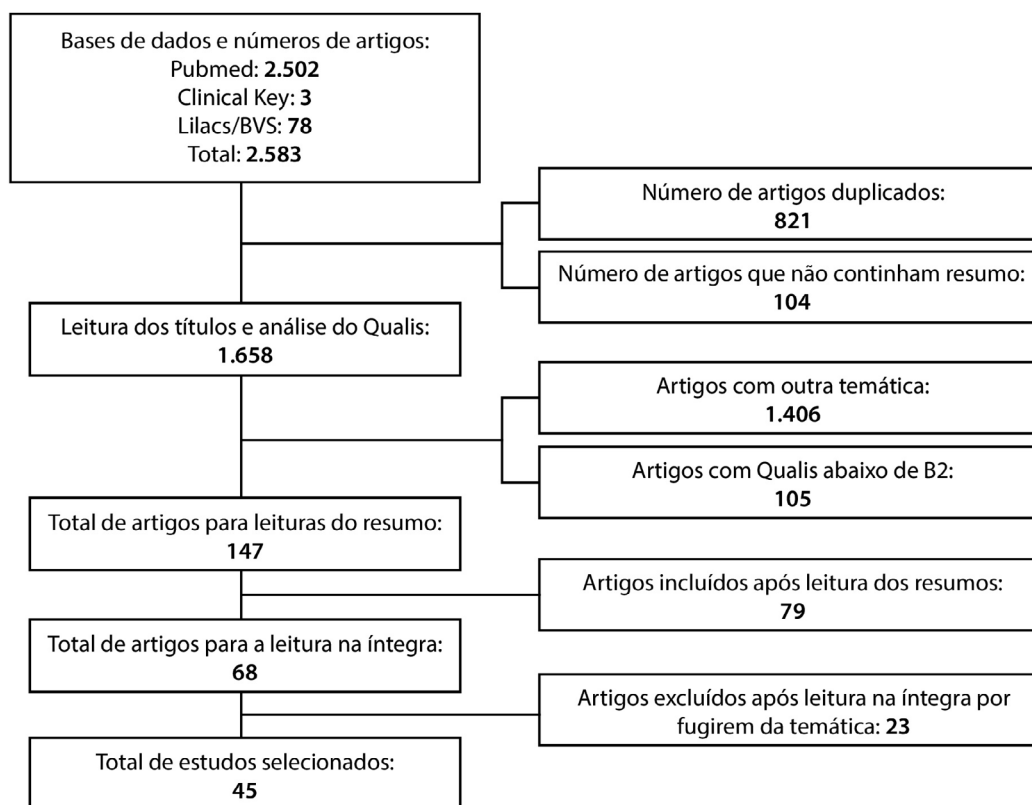 Bases de dados e números de artigos:
Pubmed: 2.502
Clinical Key: 3
Lilacs/BVS: 78
Total: 2.583
Número de artigos duplicados:
821
Número de artigos que não continham resumo:
104
Leitura dos títulos e análise do Qualis:
1.658
Artigos com outra temática:
1.406
Artigos com Qualis abaixo de B2:
105
Total de artigos para leituras do resumo:
147
Artigos incluídos após leitura dos resumos:
79
Total de artigos para a leitura na íntegra:
68
Artigos excluídos após leitura na íntegra por
fugirem da temática: 23
Total de estudos selecionados:
45